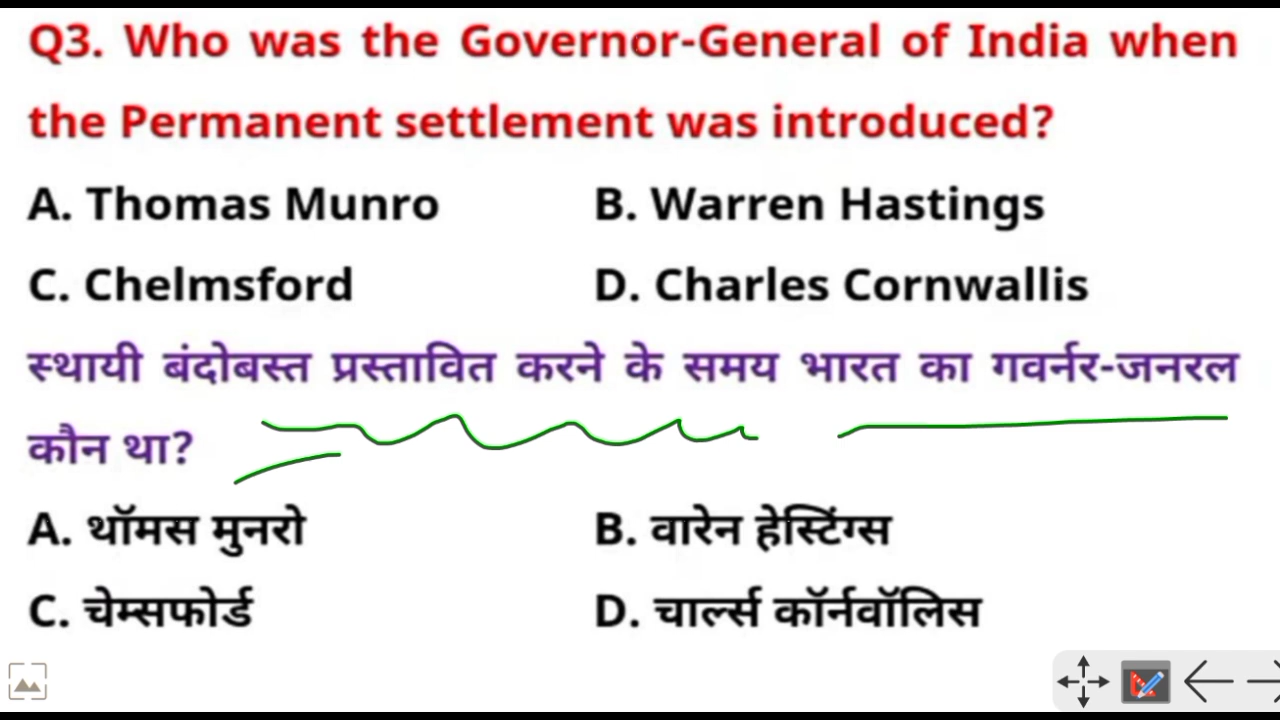 Q3. Who was the Governor-General of India when
the Permanent settlement was introduced?
A. Thomas Munro B. Warren Hastings
C. Chelmsford D. Charles Cornwallis
स्थायी बंदोबस्त प्रस्तावित करने के समय भारत का गवर्नर-जनरल
कौन था?
A. थॉमस मुनरो B. वारेन हेस्टिंग्स
C. चेम्सफोर्ड D. चार्ल्स कॉर्नवॉलिस